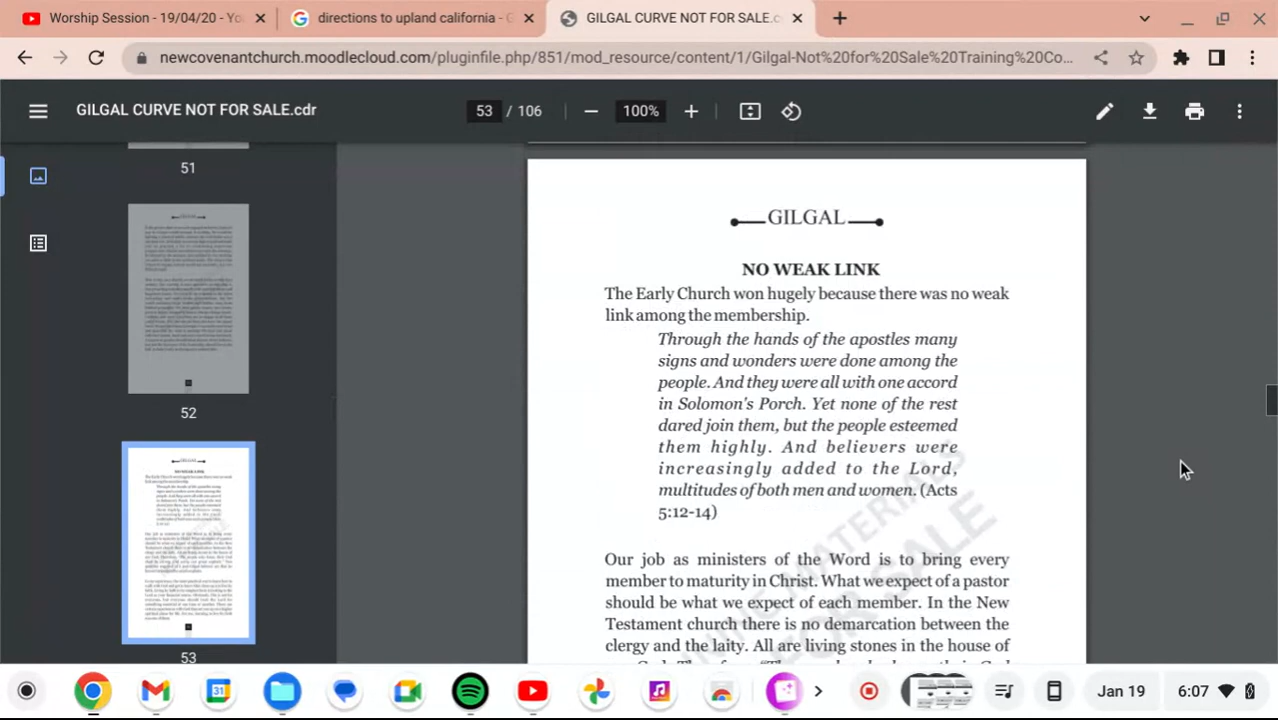 Worship Session - 19/04/20 - Yo
directions to upland california - G
GILGAL CURVE NOT FOR SALE.c
newcovenantchurch.moodlecloud.com/pluginfile.php/851/mod_resource/content/1/Gilgal-Not%20for%20Sale%20Training%20Co...
GILGAL CURVE NOT FOR SALE.cdr
53 / 106
100%
51
52
53
GILGAL
NO WEAK LINK
The Early Church won hugely because there was no weak
link among the membership.
Through the hands of the apostles many
signs and wonders were done among the
people. And they were all with one accord
in Solomon's Porch. Yet none of the rest
dared join them, but the people esteemed
them highly. And believers were
increasingly added to the Lord,
multitudes of both men and women. (Acts
5:12-14)
Our job as ministers of the Word is to bring every
member to maturity in Christ. What we expect of a pastor
should be what we expect of each member. In the New
Testament church there is no demarcation between the
clergy and the laity. All are living stones in the house of
FOR SALE
31
Jan 19
6:07